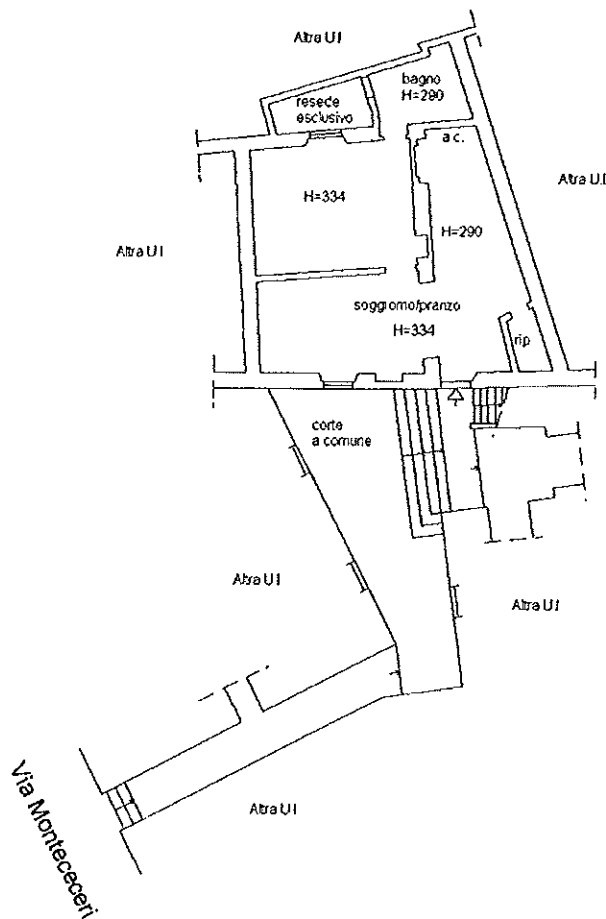 Altra U.I
bagno
H=290
resede
esclusivo
a.c.
H=334
Altra U.I
H=290
Altra U.I
soggiorno/pranzo
H=334
rip
corte
a comune
Altra U.I
Altra U.I
Via Montececeri
Altra U.I